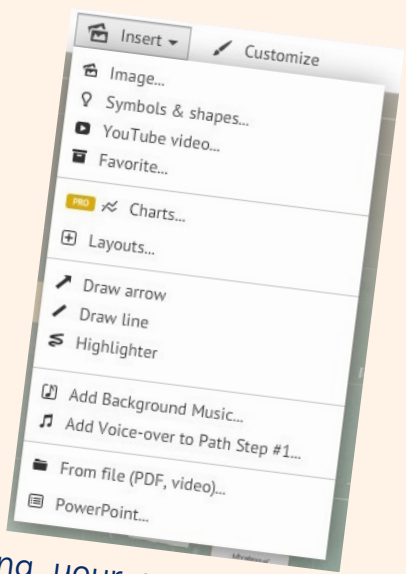 Insert
Customize
Image...
Symbols & shapes...
YouTube video...
Favorite...
PRO Charts...
Layouts...
Draw arrow
Draw line
Highlighter
Add Background Music...
Add Voice-over to Path Step #1...
From file (PDF, video)...
PowerPoint...
your